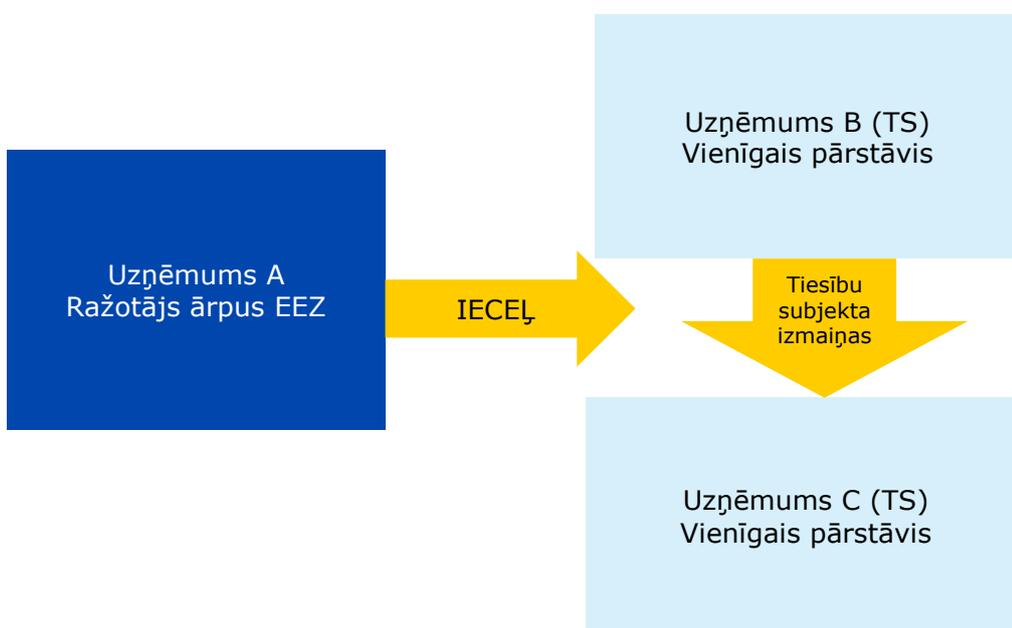 Uzņēmums A
Ražotājs ārpus EEZ
IECEĻ
Uzņēmums B (TS)
Vienīgais pārstāvis
Tiesību
subjekta
izmaiņas
Uzņēmums C (TS)
Vienīgais pārstāvis